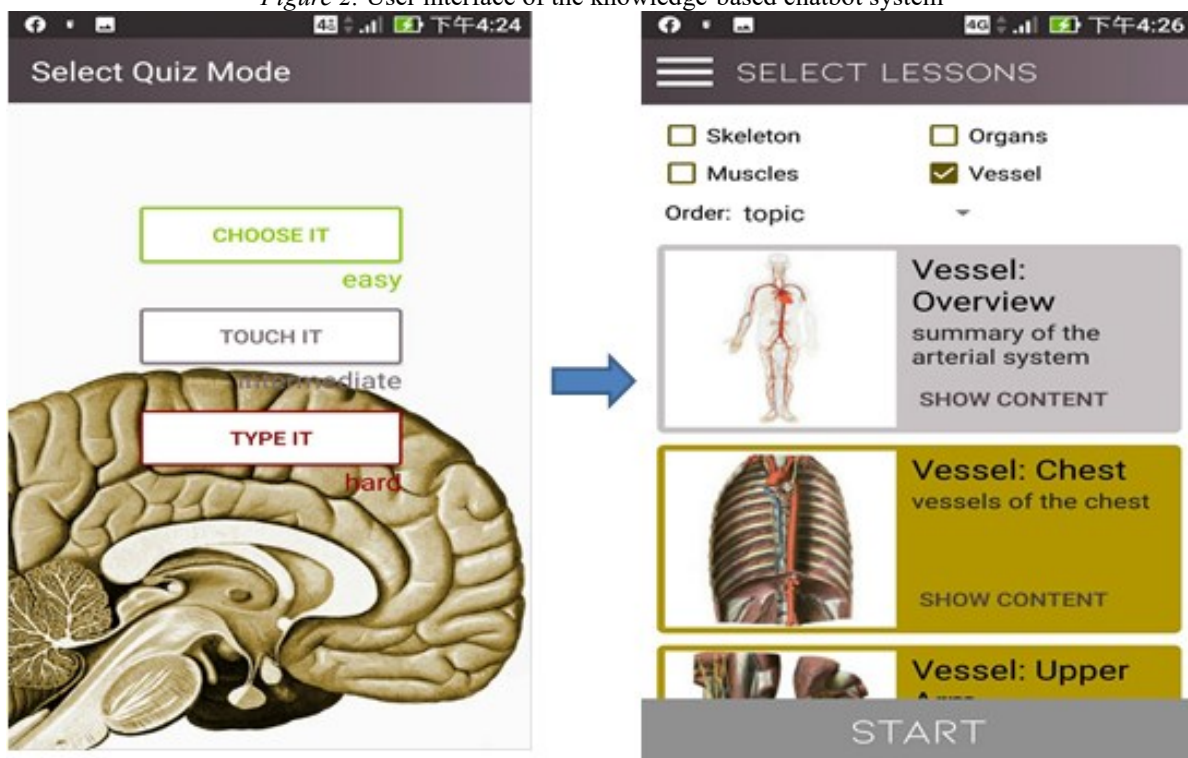 Figure 2. User interface of the knowledge-based chatbot system
下午4:24
Select Quiz Mode
CHOOSE IT
easy
TOUCH IT
intermediate
TYPE IT
hard
4G 下午4:26
SELECT LESSONS
Skeleton
Organs
Muscles
Vessel
Order: topic
Vessel:
Overview
summary of the
arterial system
SHOW CONTENT
Vessel: Chest
vessels of the chest
SHOW CONTENT
Vessel: Upper
START